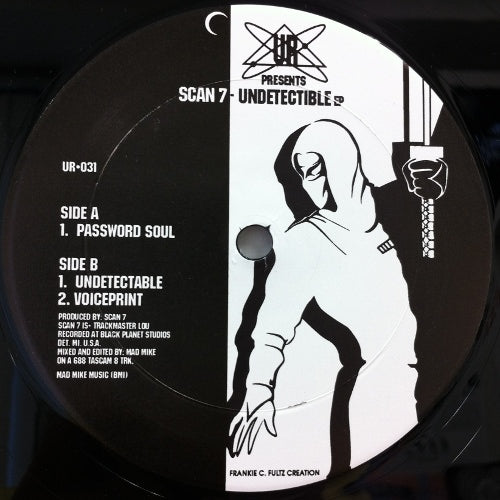 UR
PRESENTS
SCAN 7 - UNDETECTIBLE EP
UR•031
SIDE A
1. PASSWORD SOUL
SIDE B
1. UNDETECTABLE
2. VOICEPRINT
PRODUCED BY: SCAN 7
SCAN 7 IS- TRACKMASTER LOU
RECORDED AT BLACK PLANET STUDIOS
DET. MI. U.S.A.
MIXED AND EDITED BY: MAD MIKE
ON A 688 TASCAM 8 TRK.
MAD MIKE MUSIC (BMI)
FRANKIE C. FULTZ CREATION